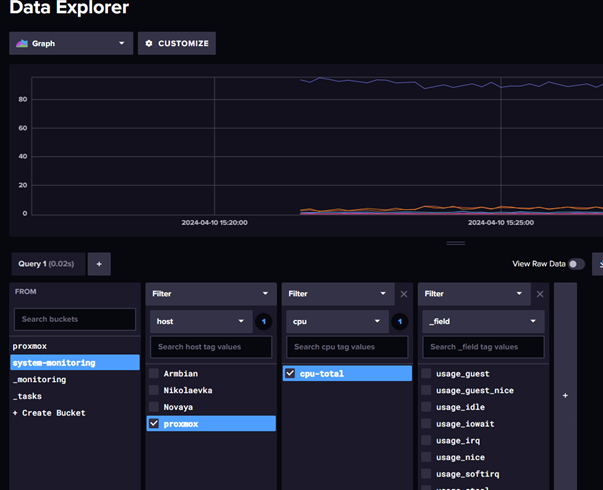 Data Explorer
Graph
CUSTOMIZE
80
60
40
20
0
2024-04-10 15:20:00
2024-04-10 15:25:00
Query 1 (0.02s)
+
View Raw Data
FROM
Search buckets
proxmox
system-monitoring
_monitoring
_tasks
+ Create Bucket
Filter
host
1
Search host tag values
Armbian
Nikolaevka
Novaya
proxmox
Filter
cpu
1
Search cpu tag values
cpu-total
Filter
_field
Search _field tag values
usage_guest
usage_guest_nice
usage_idle
usage_iowait
usage_irq
usage_nice
usage_softirq
+